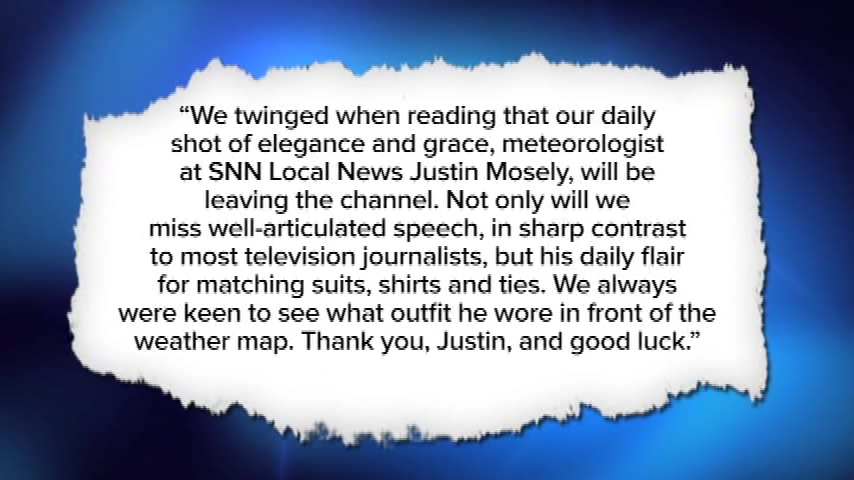 “We twinged when reading that our daily
shot of elegance and grace, meteorologist
at SNN Local News Justin Mosely, will be
leaving the channel. Not only will we
miss well-articulated speech, in sharp contrast
to most television journalists, but his daily flair
for matching suits, shirts and ties. We always
were keen to see what outfit he wore in front of the
weather map. Thank you, Justin, and good luck.”